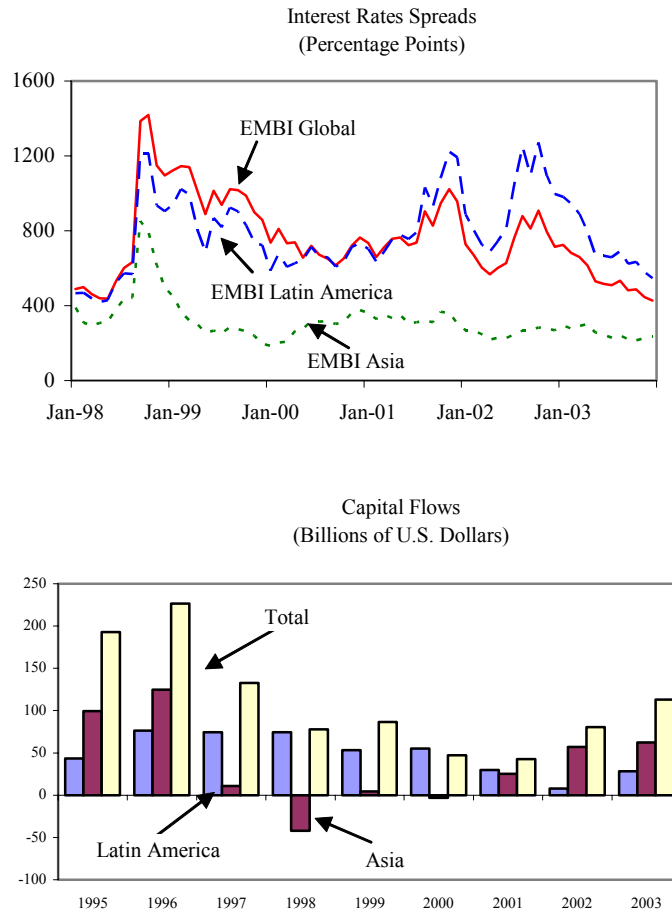 Interest Rates Spreads
(Percentage Points)
1600
EMBI Global
1200
800
EMBI Latin America
400
EMBI Asia
0
Jan-98 Jan-99 Jan-00 Jan-01 Jan-02 Jan-03
Capital Flows
(Billions of U.S. Dollars)
250
Total
200
150
100
50
0
-50
Latin America Asia
-100
1995 1996 1997 1998 1999 2000 2001 2002 2003